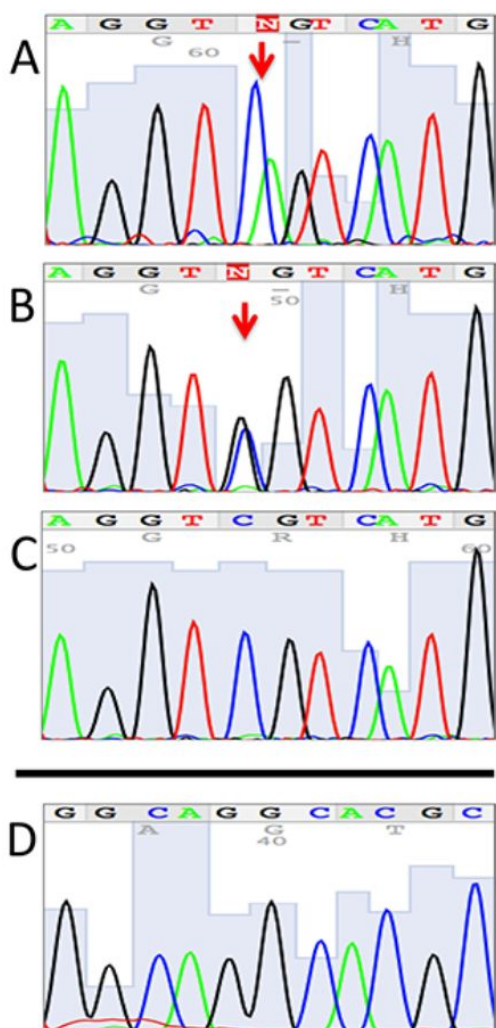 A
A G G T N G T C A T G
G – H
60
B
A G G T N G T C A T G
G – H
50
C
A G G T C G T C A T G
G R H
50 60
D
G G C A G G C A C G C
A G T
40